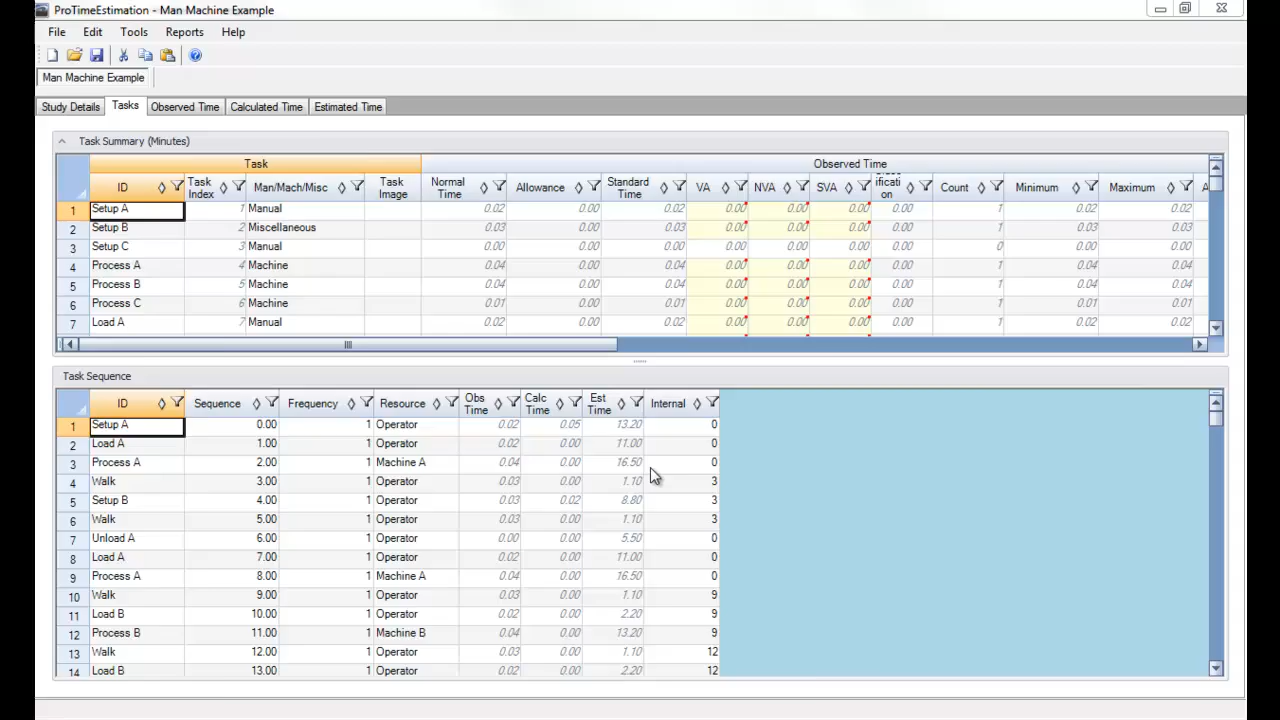 ProTimeEstimation - Man Machine Example
File Edit Tools Reports Help
Man Machine Example
Study Details Tasks Observed Time Calculated Time Estimated Time
Task Summary (Minutes)
Task Observed Time
ID Task Index Man/Mach/Misc Task Image Normal Time Allowance Standard Time VA NVA SVA ificati on Count Minimum Maximum
1 Setup A 1 Manual 0.02 0.00 0.02 0.00 0.00 0.00 0.00 1 0.02 0.02
2 Setup B 2 Miscellaneous 0.03 0.00 0.03 0.00 0.00 0.00 0.00 1 0.03 0.03
3 Setup C 3 Manual 0.00 0.00 0.00 0.00 0.00 0.00 0.00 0 0.00 0.00
4 Process A 4 Machine 0.04 0.00 0.04 0.00 0.00 0.00 0.00 1 0.04 0.04
5 Process B 5 Machine 0.04 0.00 0.04 0.00 0.00 0.00 0.00 1 0.04 0.04
6 Process C 6 Machine 0.01 0.00 0.01 0.00 0.00 0.00 0.00 1 0.01 0.01
7 Load A 7 Manual 0.02 0.00 0.02 0.00 0.00 0.00 0.00 1 0.02 0.02
Task Sequence
ID Sequence Frequency Resource Obs Time Calc Time Est Time Internal
1 Setup A 0.00 1 Operator 0.02 0.05 13.20 0
2 Load A 1.00 1 Operator 0.02 0.00 11.00 0
3 Process A 2.00 1 Machine A 0.04 0.00 16.50 0
4 Walk 3.00 1 Operator 0.03 0.00 1.10 3
5 Setup B 4.00 1 Operator 0.03 0.02 8.80 3
6 Walk 5.00 1 Operator 0.03 0.00 1.10 3
7 Unload A 6.00 1 Operator 0.00 0.00 5.50 0
8 Load A 7.00 1 Operator 0.02 0.00 11.00 0
9 Process A 8.00 1 Machine A 0.04 0.00 16.50 0
10 Walk 9.00 1 Operator 0.03 0.00 1.10 9
11 Load B 10.00 1 Operator 0.02 0.00 2.20 9
12 Process B 11.00 1 Machine B 0.04 0.00 13.20 9
13 Walk 12.00 1 Operator 0.03 0.00 1.10 12
14 Load B 13.00 1 Operator 0.02 0.00 2.20 12